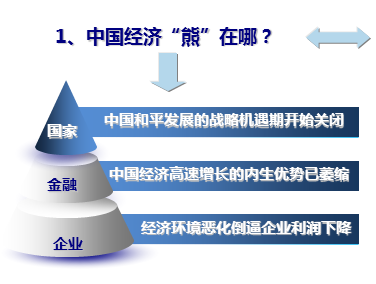 1、中国经济“熊”在哪？
国家
中国和平发展的战略机遇期开始关闭
金融
中国经济高速增长的内生优势已萎缩
企业
经济环境恶化倒逼企业利润下降